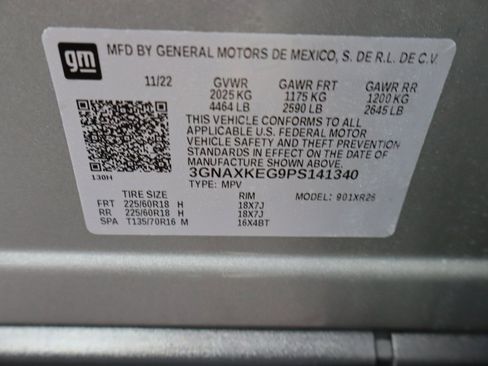 gm
MFD BY GENERAL MOTORS DE MEXICO, S. DE R.L. DE C.V.
11/22 GVWR GAWR FRT GAWR RR
2025 KG 1175 KG 1200 KG
4464 LB 2590 LB 2645 LB
THIS VEHICLE CONFORMS TO ALL
APPLICABLE U.S. FEDERAL MOTOR
VEHICLE SAFETY AND THEFT PREVENTION
STANDARDS IN EFFECT ON THE DATE OF
MANUFACTURE SHOWN ABOVE.
130H 3GNAXKEG9PS141340
TYPE: MPV
TIRE SIZE RIM MODEL: 901XR26
FRT 225/60R18 H 18X7J
RR 225/60R18 H 18X7J
SPA T135/70R16 M 16X4BT